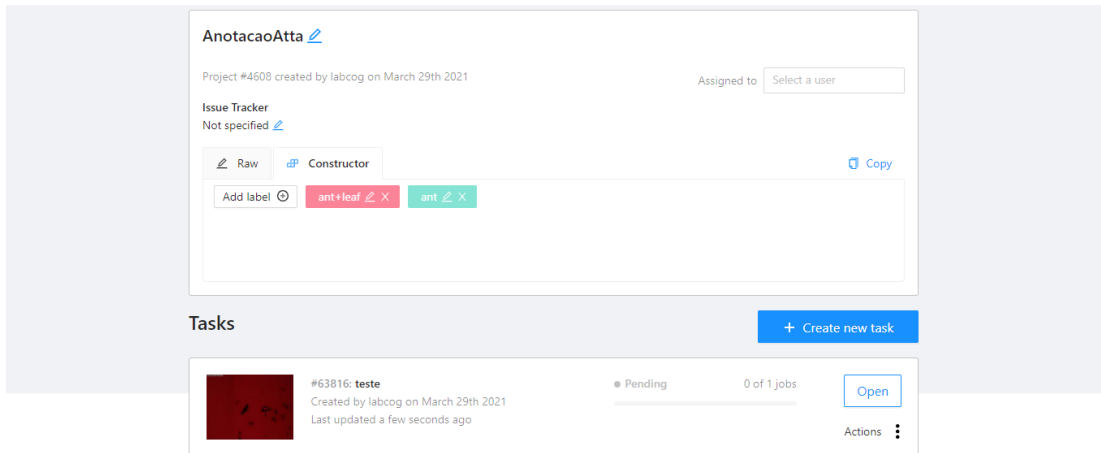 AnotacaoAtta
Project #4608 created by labcog on March 29th 2021
Assigned to Select a user
Issue Tracker
Not specified
Raw Constructor Copy
Add label ant+leaf ant
Tasks
+ Create new task
#63816: teste Pending 0 of 1 jobs Open
Created by labcog on March 29th 2021
Last updated a few seconds ago
Actions